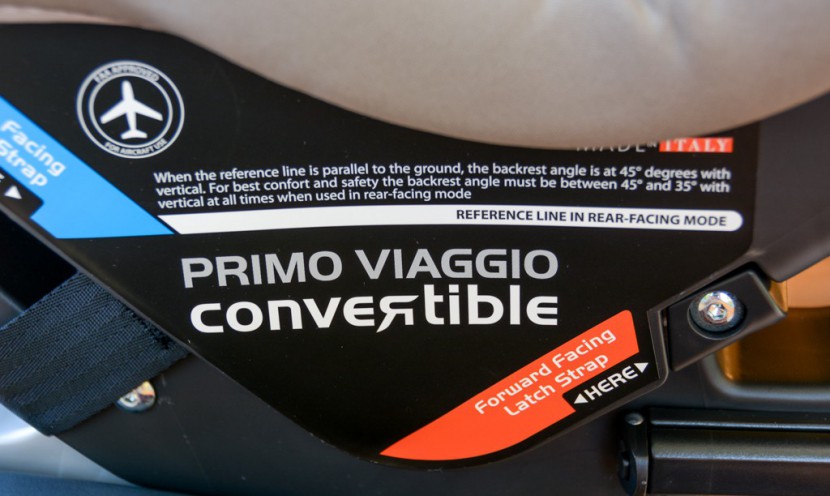 FAA APPROVED
FOR AIRCRAFT USE
MADE in ITALY
When the reference line is parallel to the ground, the backrest angle is at 45° degrees with
vertical. For best confort and safety the backrest angle must be between 45° and 35° with
vertical at all times when used in rear-facing mode
REFERENCE LINE IN REAR-FACING MODE
Facing
Strap
PRIMO VIAGGIO
convertible
Forward Facing
Latch Strap
◀HERE▶